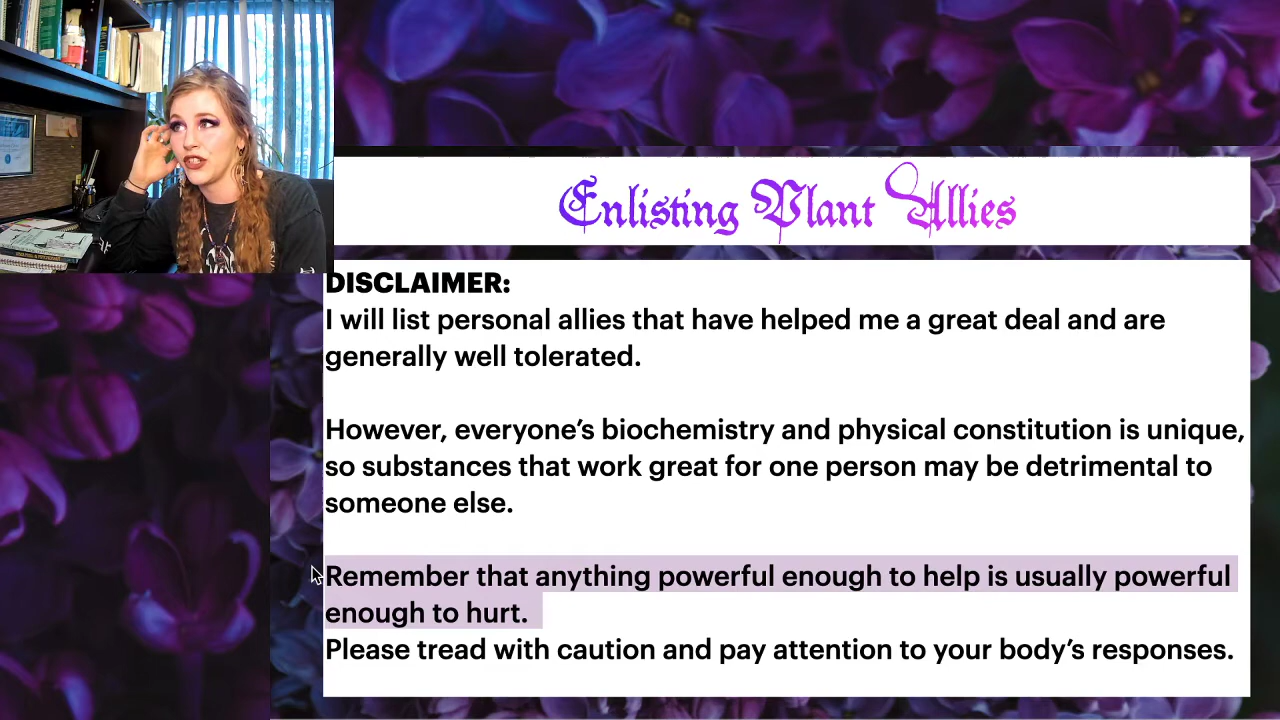 Enlisting Plant Allies
DISCLAIMER:
I will list personal allies that have helped me a great deal and are
generally well tolerated.
However, everyone’s biochemistry and physical constitution is unique,
so substances that work great for one person may be detrimental to
someone else.
Remember that anything powerful enough to help is usually powerful
enough to hurt.
Please tread with caution and pay attention to your body’s responses.